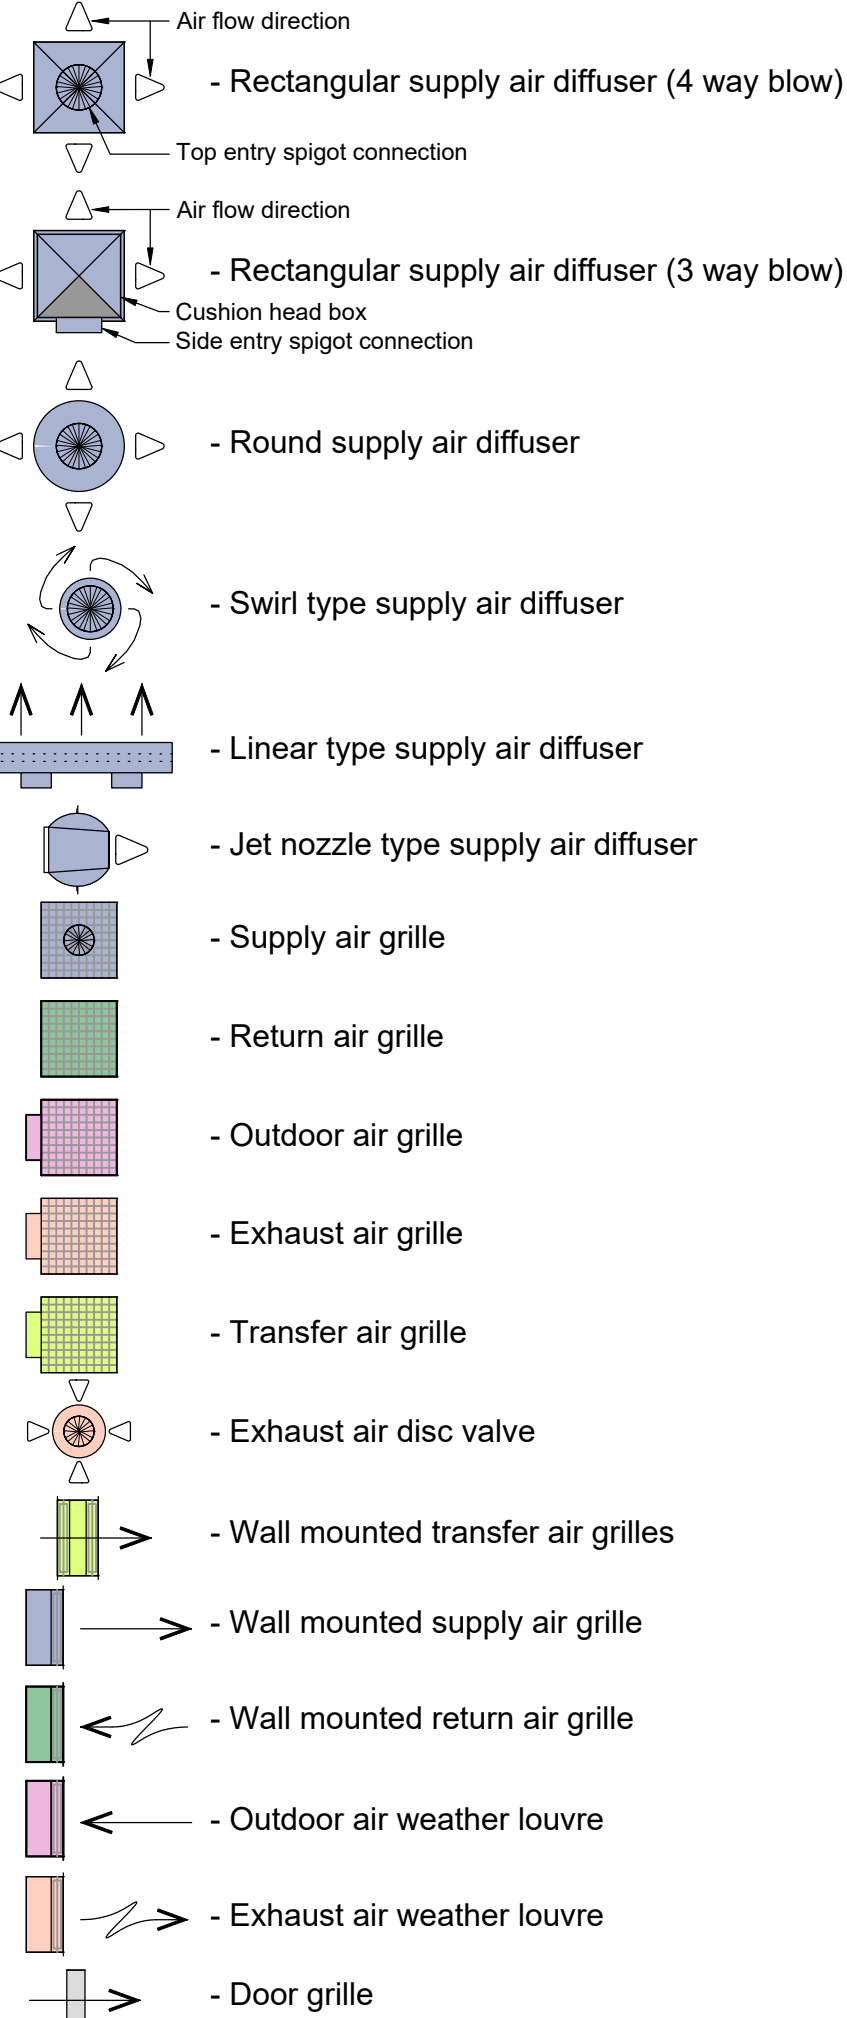 Air flow direction
- Rectangular supply air diffuser (4 way blow)
Top entry spigot connection
Air flow direction
- Rectangular supply air diffuser (3 way blow)
Cushion head box
Side entry spigot connection
- Round supply air diffuser
- Swirl type supply air diffuser
- Linear type supply air diffuser
- Jet nozzle type supply air diffuser
- Supply air grille
- Return air grille
- Outdoor air grille
- Exhaust air grille
- Transfer air grille
- Exhaust air disc valve
- Wall mounted transfer air grilles
- Wall mounted supply air grille
- Wall mounted return air grille
- Outdoor air weather louvre
- Exhaust air weather louvre
- Door grille